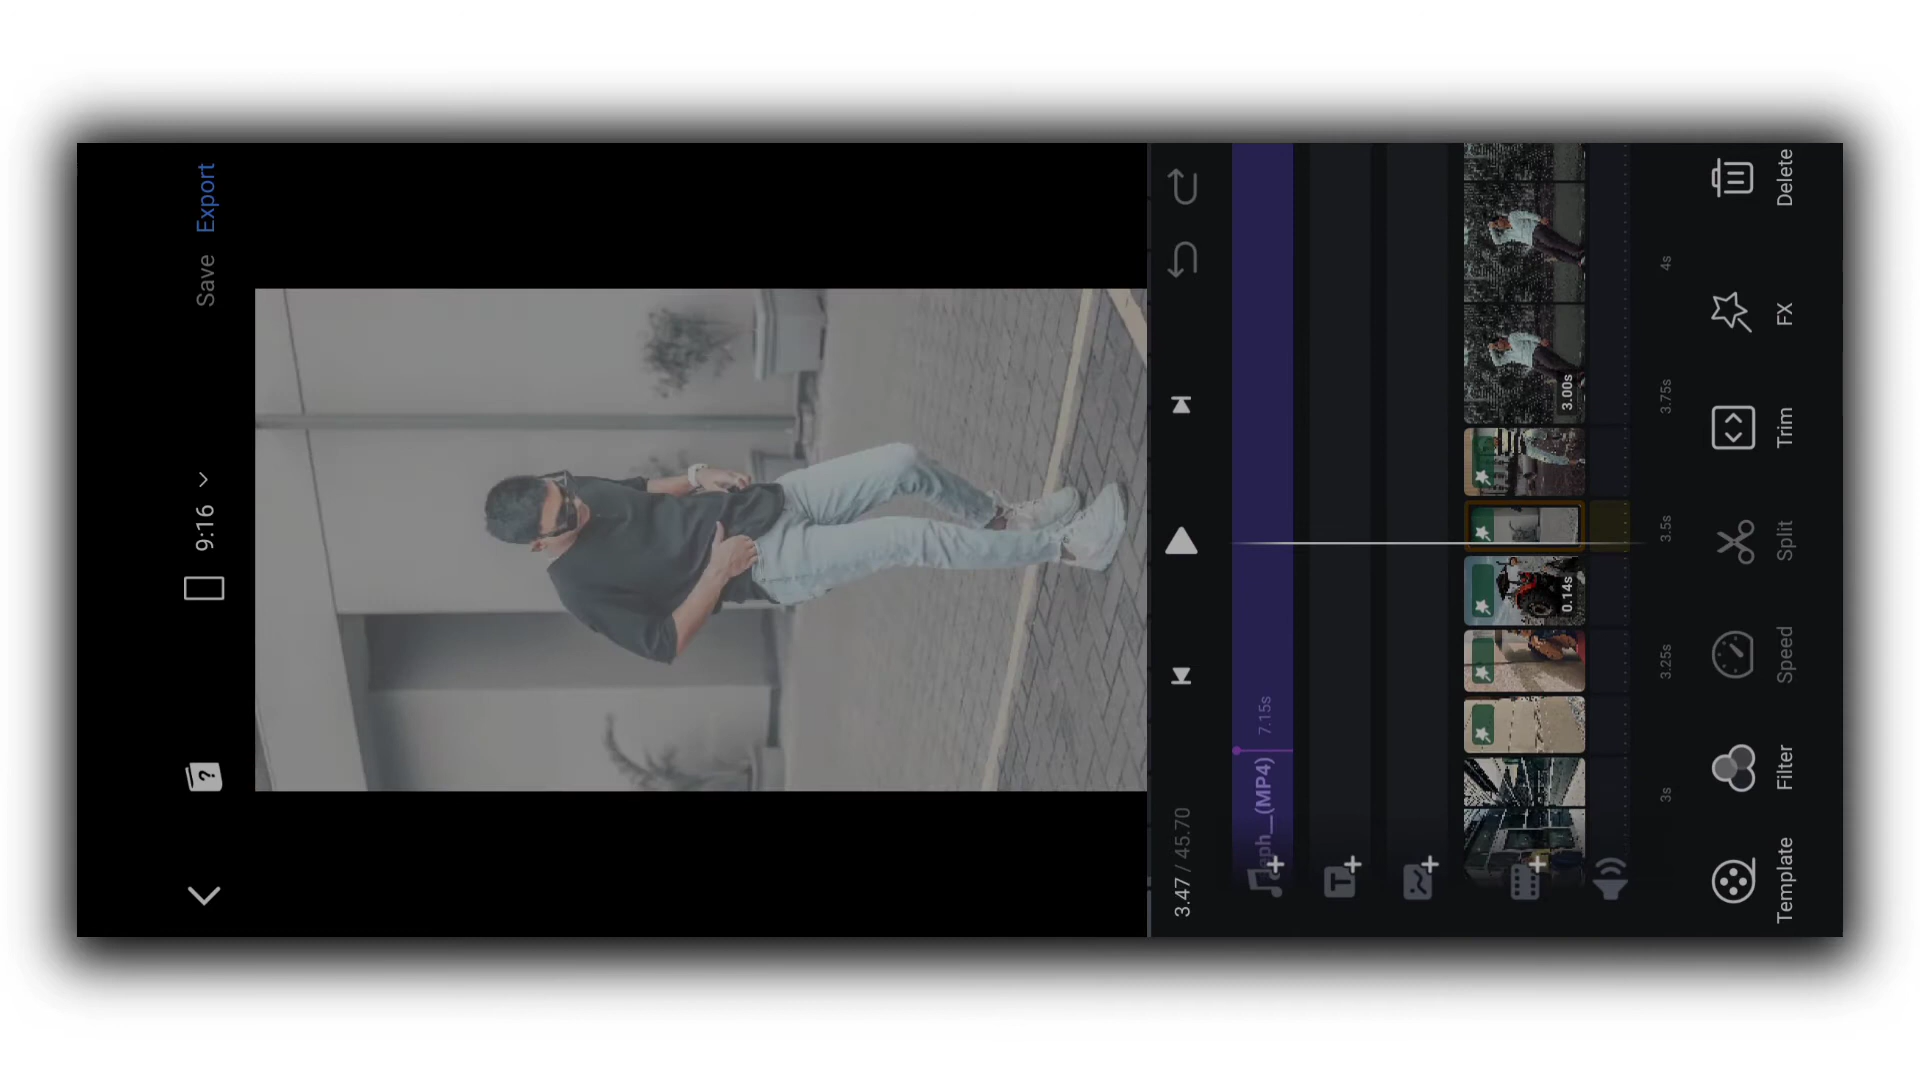 9:16
Save
Export
3.47 / 45.70
aph__(MP4)
7.15s
T
0.14s
3.00s
3s
3.25s
3.5s
3.75s
4s
Template
Filter
Speed
Split
Trim
FX
Delete